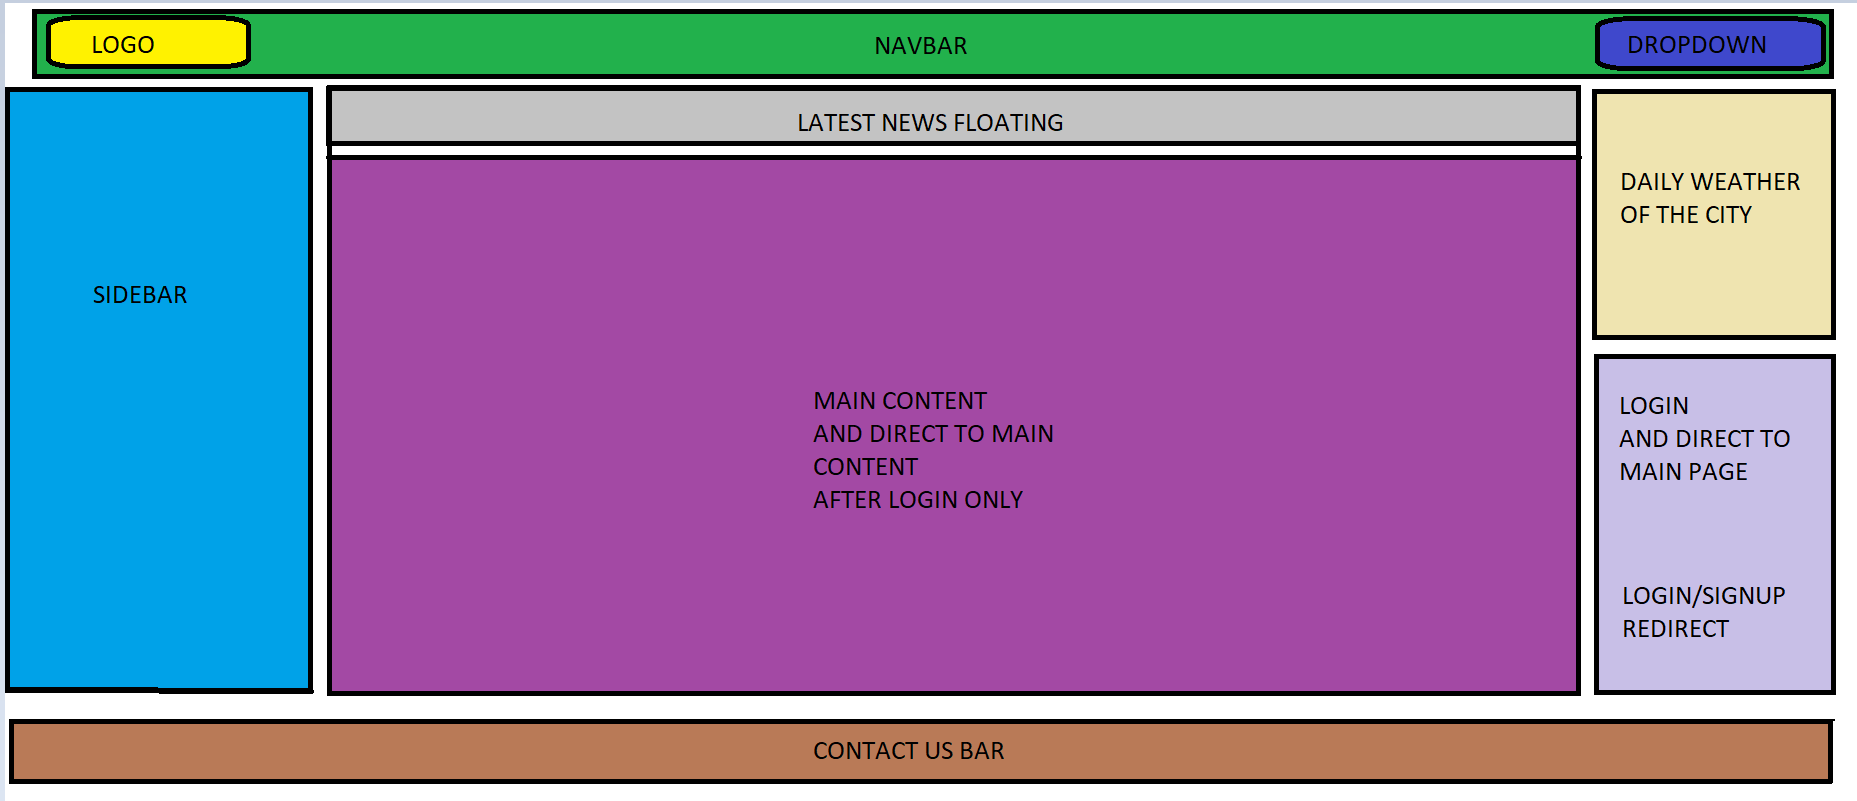 LOGO
NAVBAR
DROPDOWN
LATEST NEWS FLOATING
SIDEBAR
MAIN CONTENT
AND DIRECT TO MAIN
CONTENT
AFTER LOGIN ONLY
DAILY WEATHER
OF THE CITY
LOGIN
AND DIRECT TO
MAIN PAGE
LOGIN/SIGNUP
REDIRECT
CONTACT US BAR